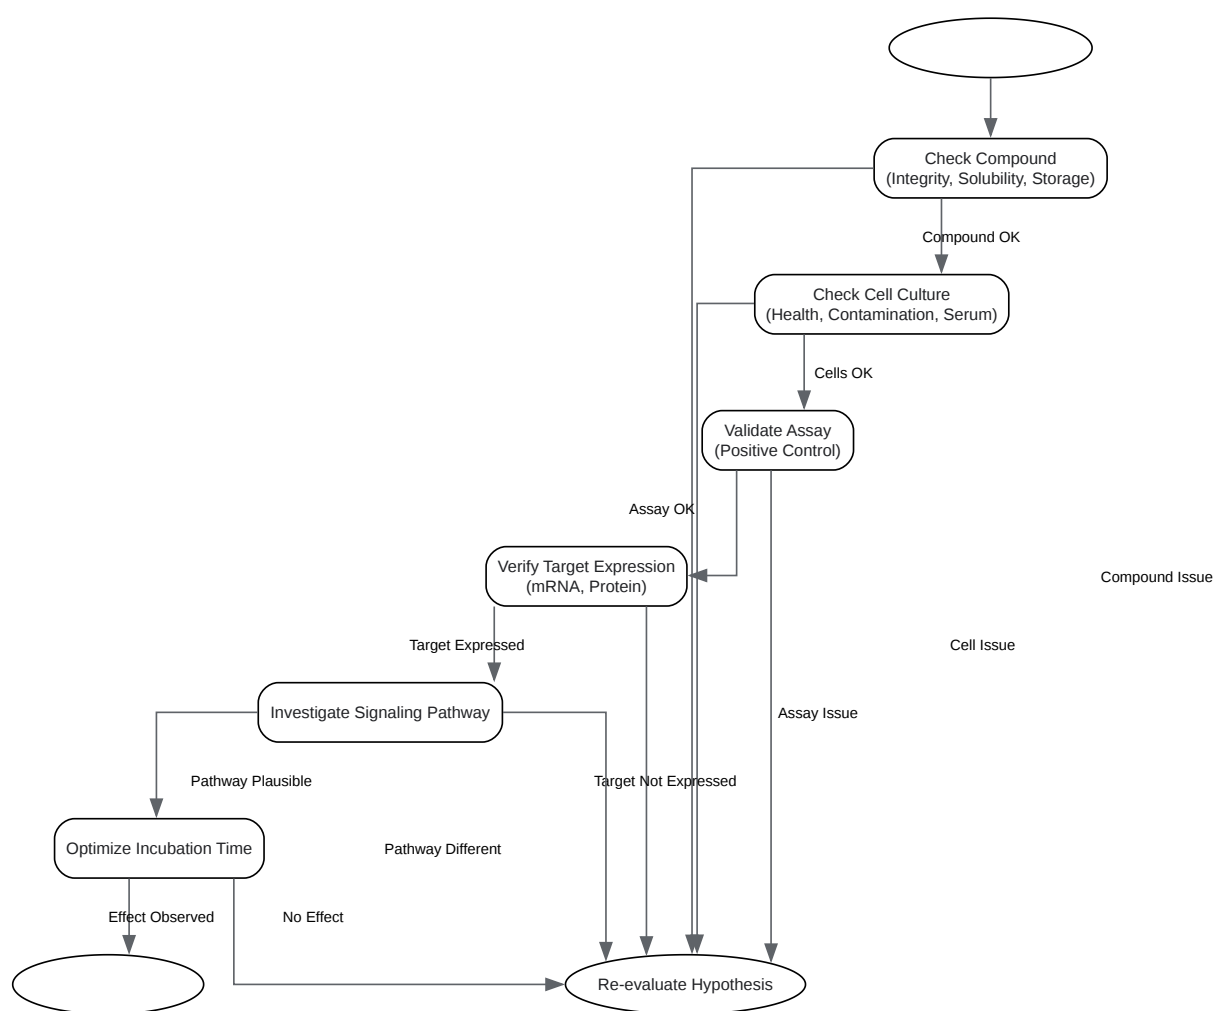 Check Compound
(Integrity, Solubility, Storage)
Compound OK
Check Cell Culture
(Health, Contamination, Serum)
Cells OK
Validate Assay
(Positive Control)
Assay OK
Verify Target Expression
(mRNA, Protein)
Compound Issue
Target Expressed
Cell Issue
Investigate Signaling Pathway
Assay Issue
Pathway Plausible
Target Not Expressed
Optimize Incubation Time
Pathway Different
Effect Observed
No Effect
Re-evaluate Hypothesis